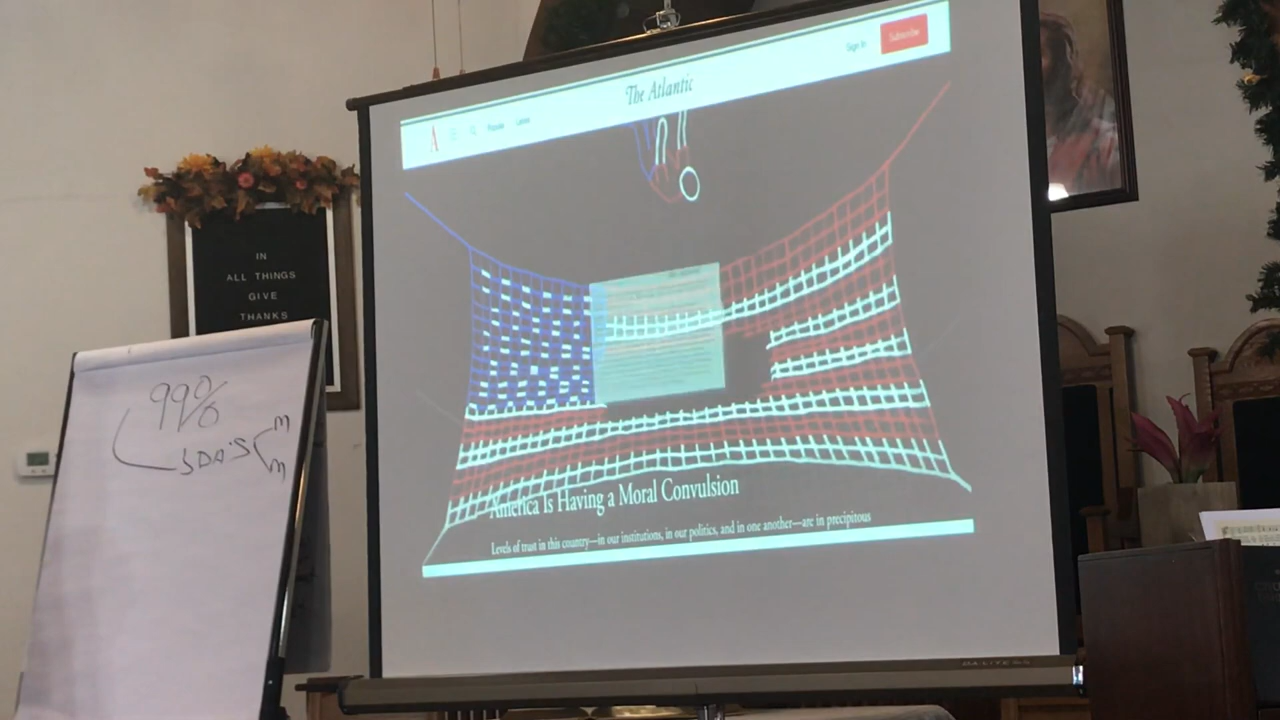 The Atlantic
Sign In
Subscribe
Popular
Latest
America Is Having a Moral Convulsion
Levels of trust in this country—in our institutions, in our politics, and in one another—are in precipitous
IN
ALL THINGS
GIVE
THANKS
99%
SDA'S
m
m
DA-LITE